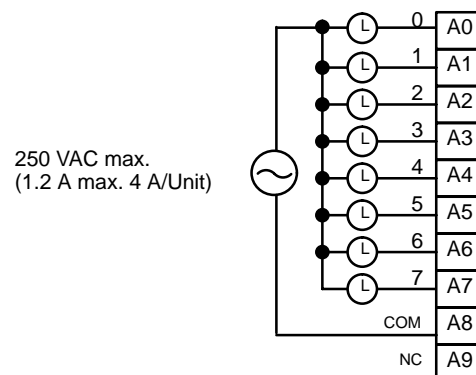 L 0 A0
L 1 A1
L 2 A2
L 3 A3
250 VAC max.
(1.2 A max. 4 A/Unit)
L 4 A4
L 5 A5
L 6 A6
L 7 A7
COM A8
NC A9